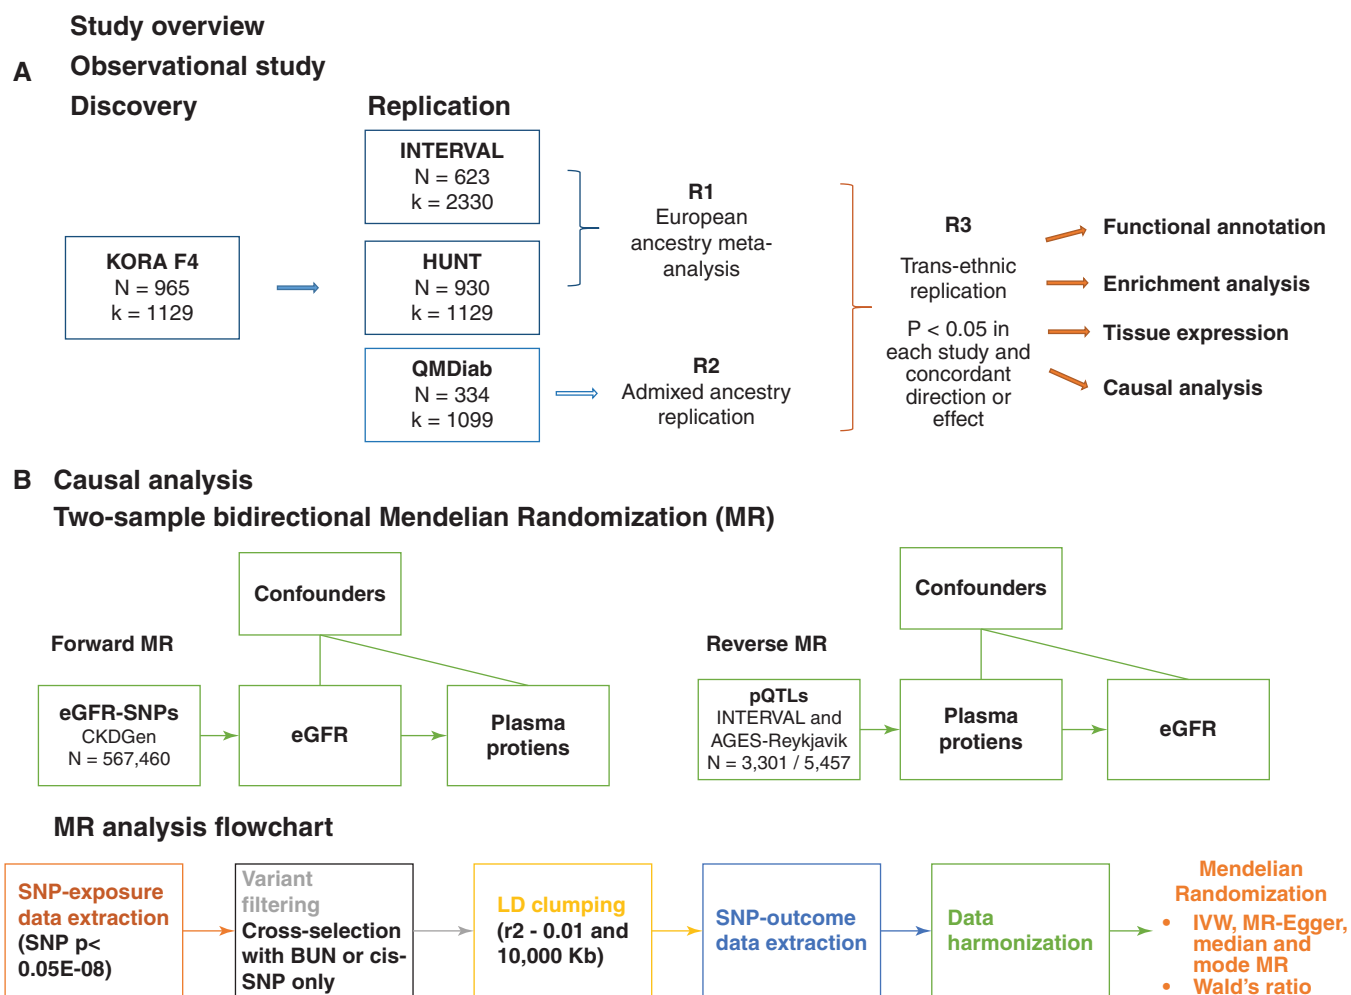 Study overview
A
Observational study
Discovery
Replication
KORA F4
N = 965
k = 1129
INTERVAL
N = 623
k = 2330
HUNT
N = 930
k = 1129
QMDiab
N = 334
k = 1099
R1
European
ancestry meta-
analysis
R2
Admixed ancestry
replication
R3
Trans-ethnic
replication
P < 0.05 in
each study and
concordant
direction or
effect
Functional annotation
Enrichment analysis
Tissue expression
Causal analysis
B
Causal analysis
Two-sample bidirectional Mendelian Randomization (MR)
Forward MR
Confounders
eGFR-SNPs
CKDGen
N = 567,460
eGFR
Plasma
protiens
Reverse MR
Confounders
pQTLs
INTERVAL and
AGES-Reykjavik
N = 3,301 / 5,457
Plasma
protiens
eGFR
MR analysis flowchart
SNP-exposure
data extraction
(SNP p<
0.05E-08)
Variant
filtering
Cross-selection
with BUN or cis-
SNP only
LD clumping
(r2 - 0.01 and
10,000 Kb)
SNP-outcome
data extraction
Data
harmonization
Mendelian
Randomization
• IVW, MR-Egger,
median and
mode MR
• Wald's ratio